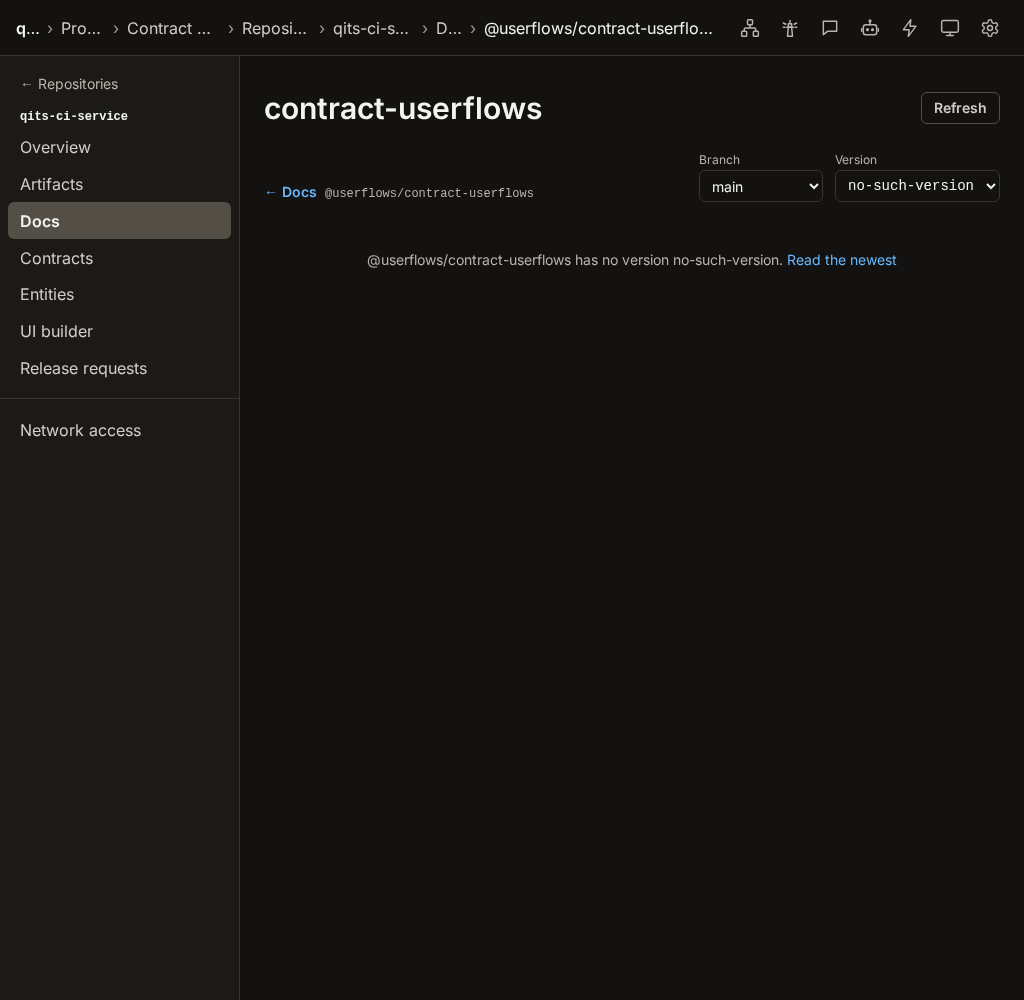 q... › Pro... › Contract ... › Reposi... › qits-ci-s... › D... › @userflows/contract-userflo...
← Repositories
qits-ci-service
Overview
Artifacts
Docs
Contracts
Entities
UI builder
Release requests
Network access
contract-userflows
Refresh
← Docs @userflows/contract-userflows
Branch
main
Version
no-such-version
@userflows/contract-userflows has no version no-such-version. Read the newest